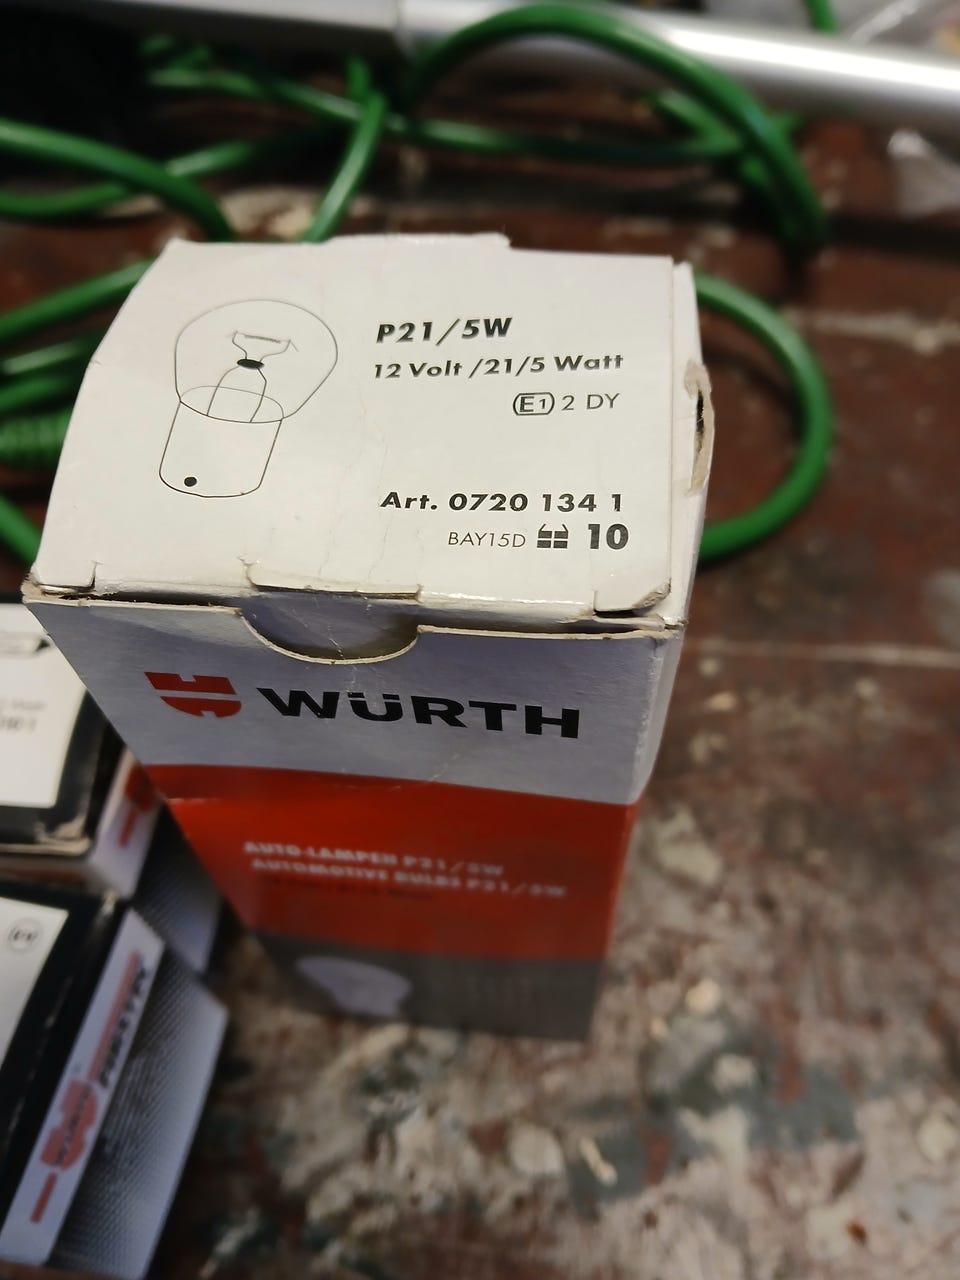 P21/5W
12 Volt /21/5 Watt
E1 2 DY
Art. 0720 134 1
BAY15D 10
WÜRTH
AUTO-LAMPEN P21/5W
AUTOMOTIVE BULBS P21/5W